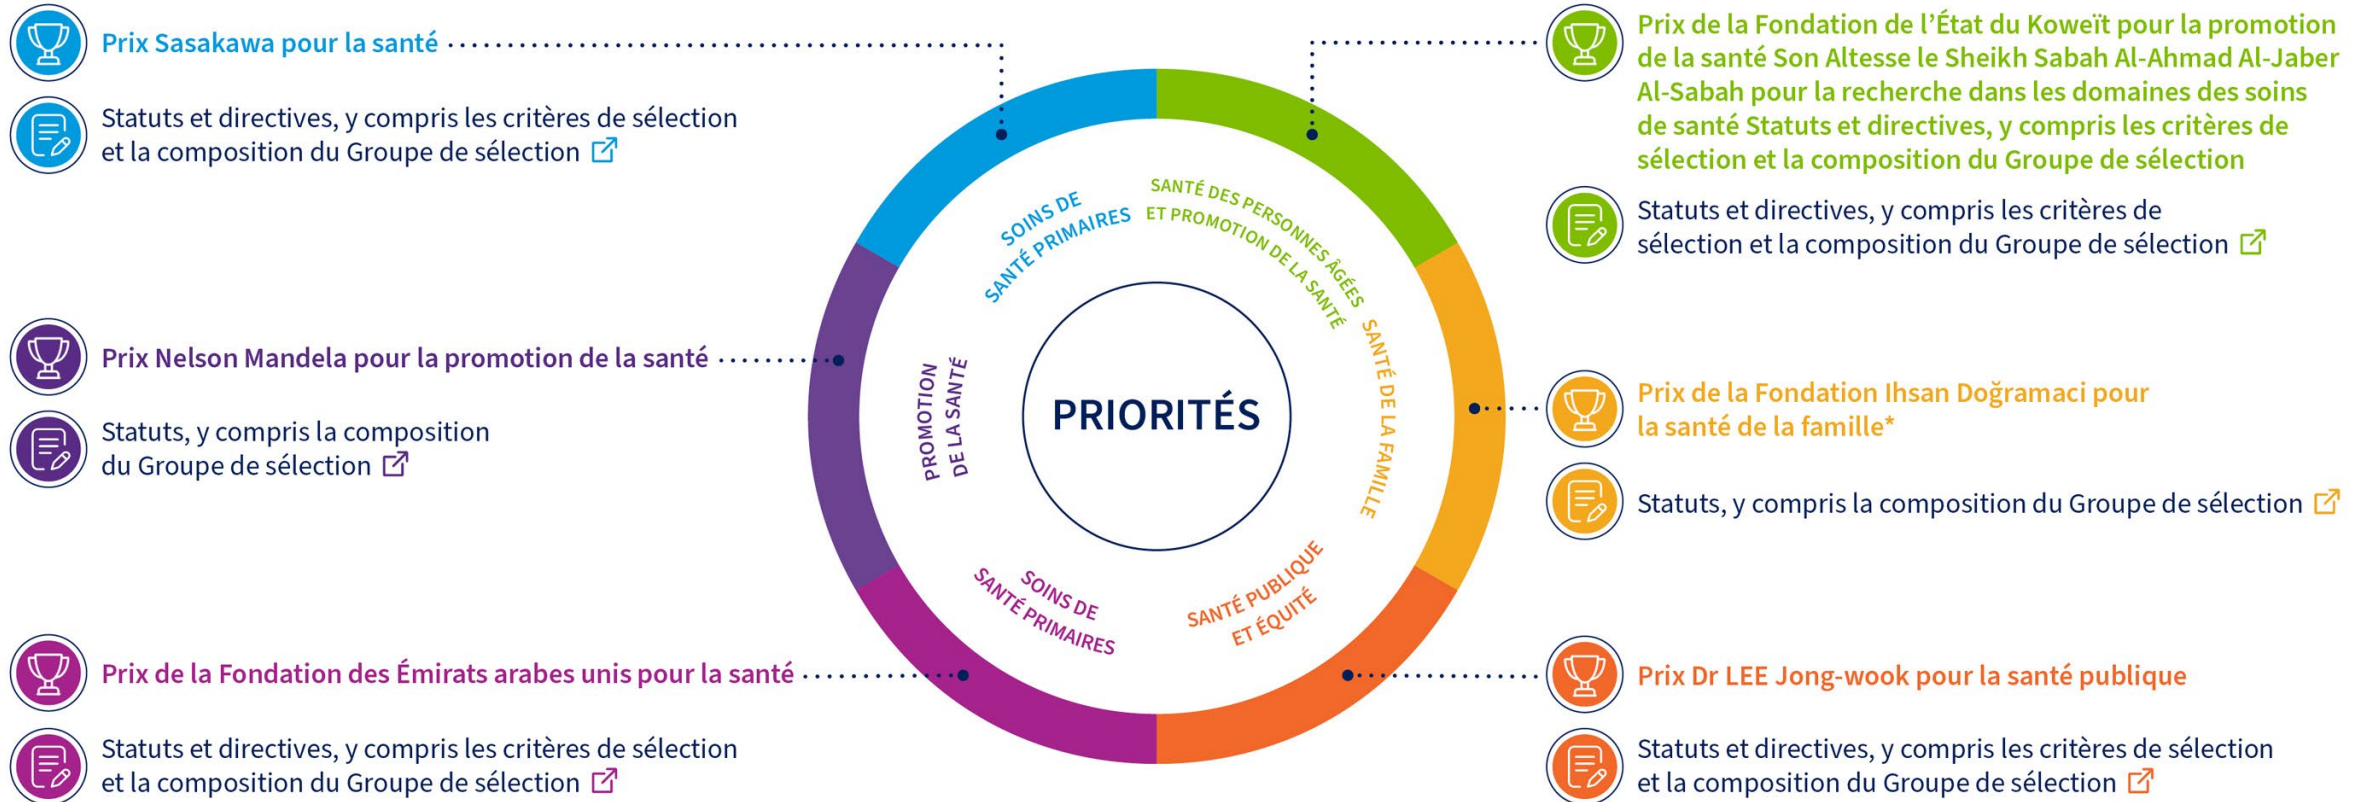 Prix Sasakawa pour la santé
Statuts et directives, y compris les critères de sélection
et la composition du Groupe de sélection
Prix Nelson Mandela pour la promotion de la santé
Statuts, y compris la composition
du Groupe de sélection
Prix de la Fondation des Émirats arabes unis pour la santé
Statuts et directives, y compris les critères de sélection
et la composition du Groupe de sélection
SOINS DE
SANTÉ PRIMAIRES
SANTÉ DES PERSONNES ÂGÉES
ET PROMOTION DE LA SANTÉ
SANTÉ DE LA FAMILLE
PROMOTION
DE LA SANTÉ
PRIORITÉS
SOINS DE
SANTÉ PRIMAIRES
SANTÉ PUBLIQUE
ET ÉQUITÉ
Prix de la Fondation de l’État du Koweït pour la promotion
de la santé Son Altesse le Sheikh Sabah Al-Ahmad Al-Jaber
Al-Sabah pour la recherche dans les domaines des soins
de santé Statuts et directives, y compris les critères de
sélection et la composition du Groupe de sélection
Statuts et directives, y compris les critères de
sélection et la composition du Groupe de sélection
Prix de la Fondation Ihsan Doğramaci pour
la santé de la famille*
Statuts, y compris la composition du Groupe de sélection
Prix Dr LEE Jong-wook pour la santé publique
Statuts et directives, y compris les critères de sélection
et la composition du Groupe de sélection